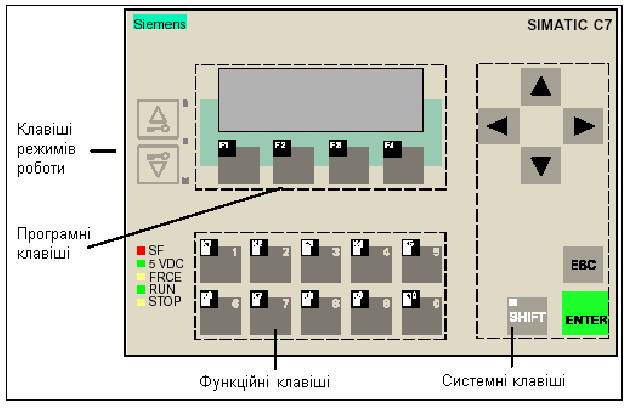 Siemens
SIMATIC C7
Клавіші
режимів
роботи
F1 F2 F3 F4
Програмні
клавіші
SF
5 VDC
FRCE
RUN
STOP
1 2 3 4 5
6 7 8 9 0
ESC
SHIFT
ENTER
Функційні клавіші
Системні клавіші